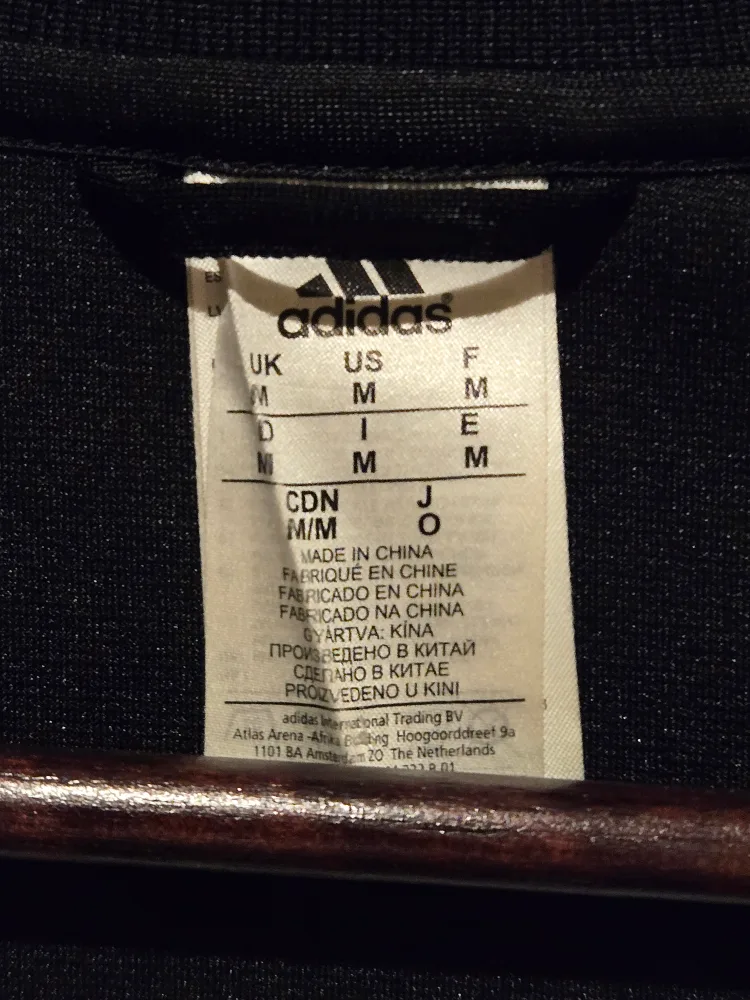 ES
LV
adidas®
UK US F
M M M
D I E
M M M
CDN J
M/M O
MADE IN CHINA
FABRIQUÉ EN CHINE
FABRICADO EN CHINA
FABRICADO NA CHINA
GYÁRTVA: KÍNA
ПРОИЗВЕДЕНО В КИТАЙ
СДЕЛАНО В КИТАЕ
PROIZVEDENO U KINI
adidas International Trading BV
Atlas Arena -Afrika Building Hoogoorddreef 9a
1101 BA Amsterdam ZO The Netherlands